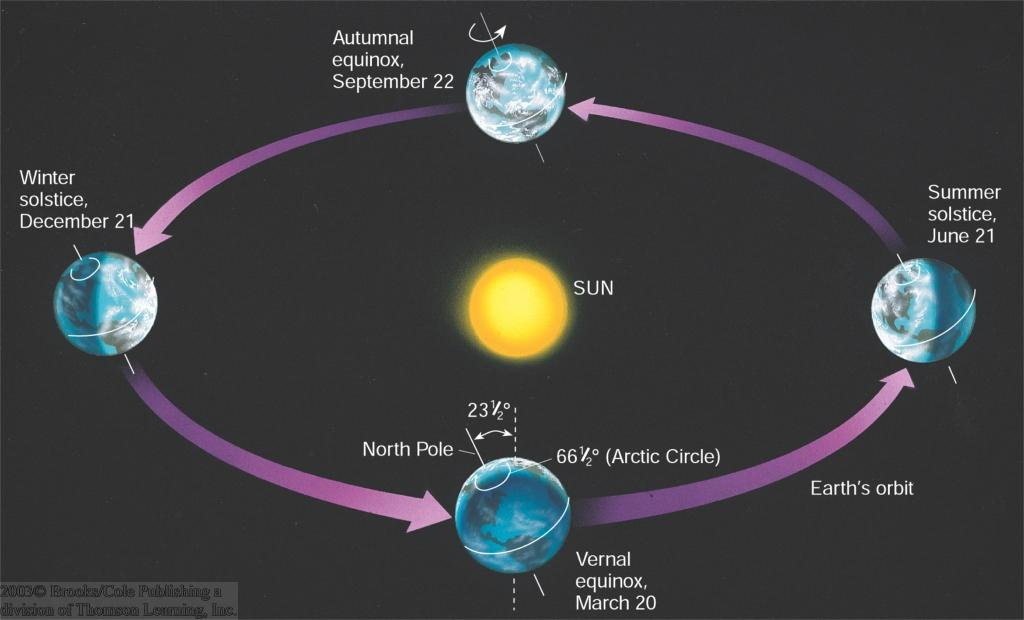 Autumnal
equinox,
September 22
Winter
solstice,
December 21
Summer
solstice,
June 21
SUN
23½°
North Pole
66½° (Arctic Circle)
Earth's orbit
Vernal
equinox,
March 20
2003© Brooks/Cole Publishing a
division of Thomson Learning, Inc.